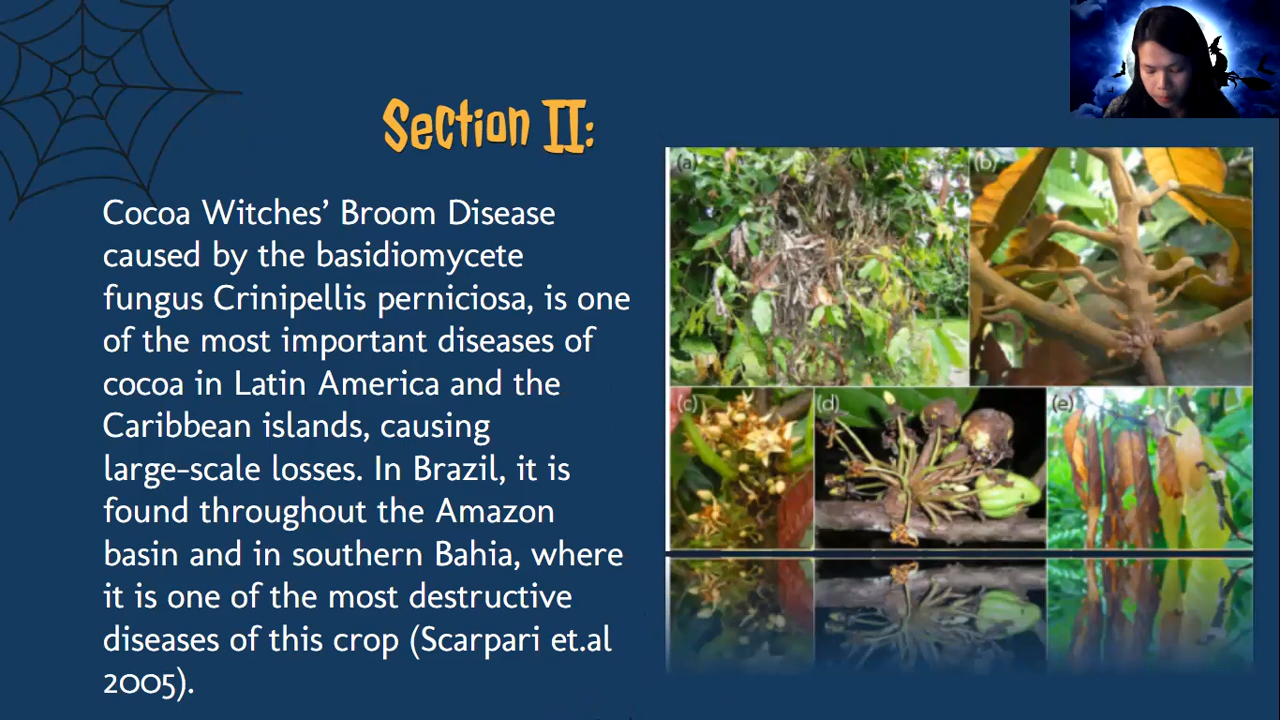 Section II:
Cocoa Witches’ Broom Disease
caused by the basidiomycete
fungus Crinipellis perniciosa, is one
of the most important diseases of
cocoa in Latin America and the
Caribbean islands, causing
large-scale losses. In Brazil, it is
found throughout the Amazon
basin and in southern Bahia, where
it is one of the most destructive
diseases of this crop (Scarpari et.al
2005).
(a)
(b)
(c)
(d)
(e)